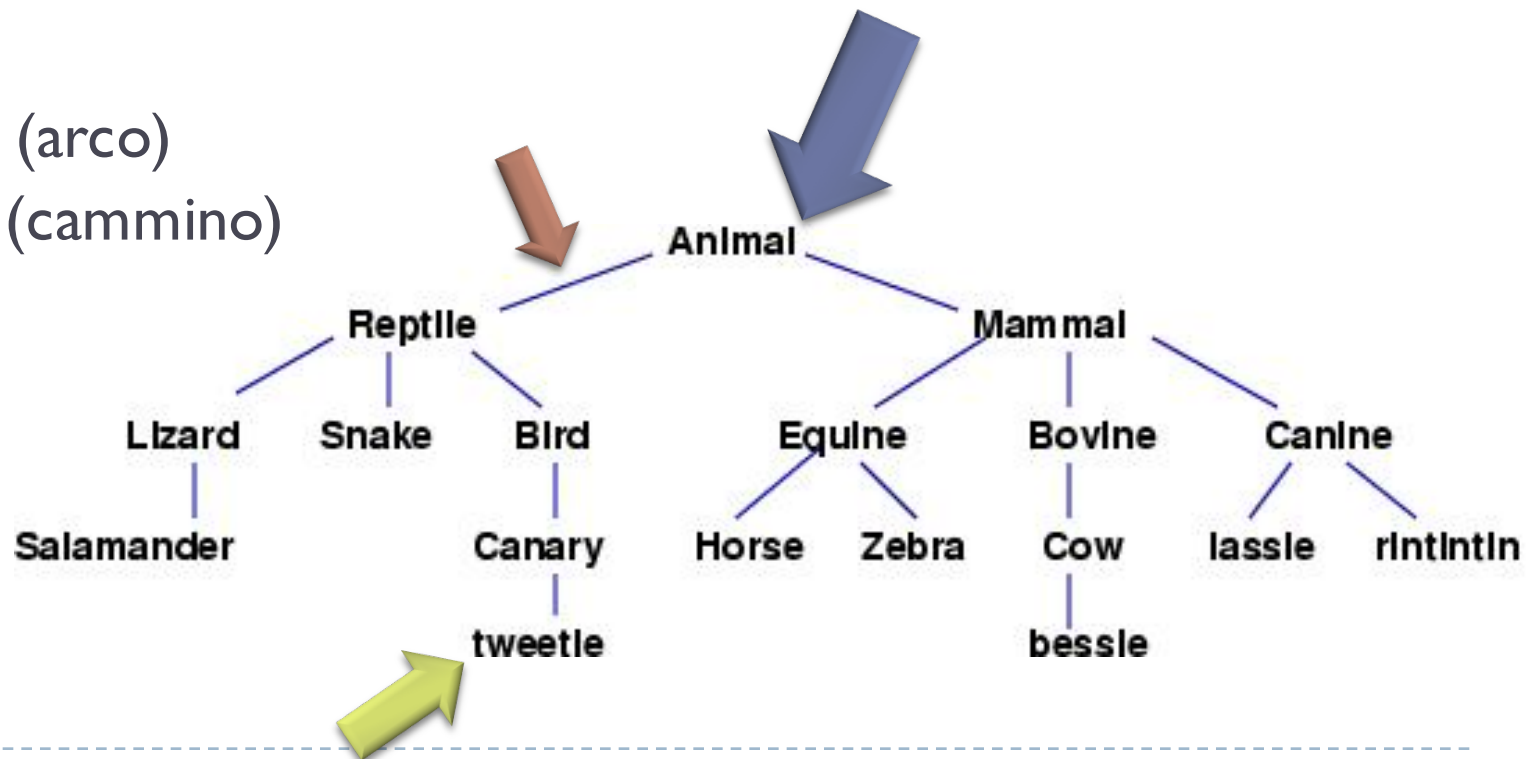 (arco)
(cammino)
Animal
Reptile Mammal
Lizard Snake Bird Equine Bovine Canine
Salamander Canary Horse Zebra Cow lassie rintintin
tweetie bessie